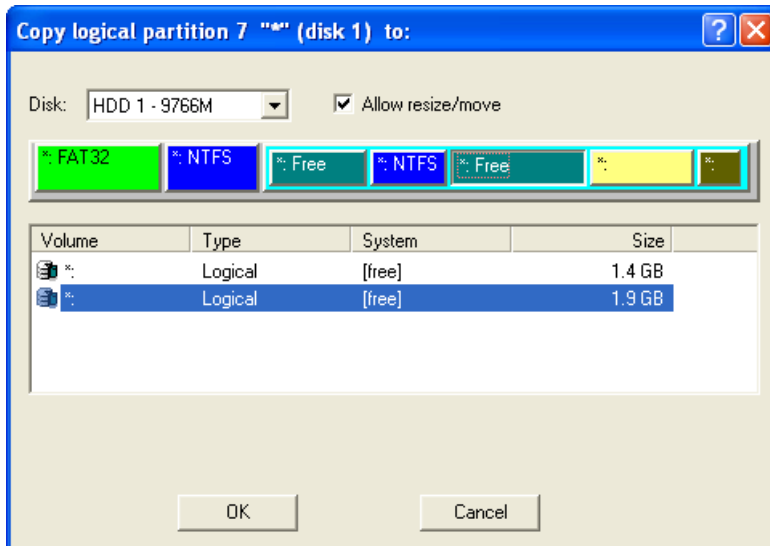 Copy logical partition 7 "*" (disk 1) to:
Disk: HDD 1 - 9766M Allow resize/move
*: FAT32 *: NTFS *: Free *: NTFS *: Free *: *:
Volume Type System Size
*: Logical [free] 1.4 GB
*: Logical [free] 1.9 GB
OK Cancel